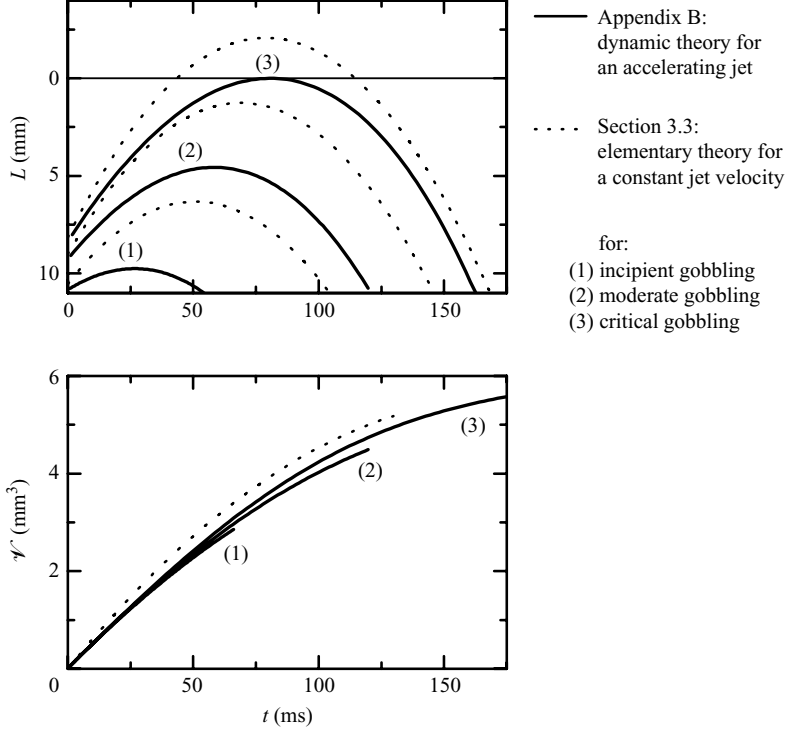 Appendix B:
dynamic theory for
an accelerating jet
Section 3.3:
elementary theory for
a constant jet velocity
for:
(1) incipient gobbling
(2) moderate gobbling
(3) critical gobbling
L (mm)
0
5
10
(3)
(2)
(1)
0 50 100 150
𝒱 (mm³)
6
4
2
0
(3)
(2)
(1)
50 100 150
t (ms)